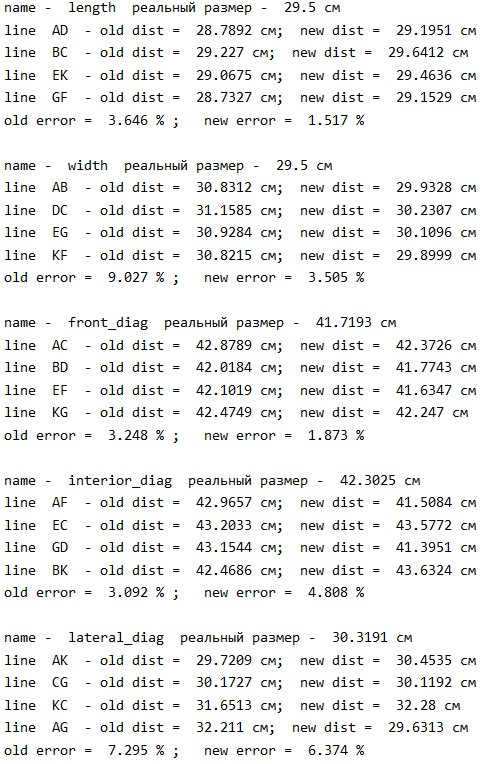 name -  length  реальный размер -  29.5 см
line  AD  - old dist =  28.7892 см;  new dist =  29.1951 см
line  BC  - old dist =  29.227 см;  new dist =  29.6412 см
line  EK  - old dist =  29.0675 см;  new dist =  29.4636 см
line  GF  - old dist =  28.7327 см;  new dist =  29.1529 см
old error =  3.646 % ;   new error =  1.517 %
name -  width  реальный размер -  29.5 см
line  AB  - old dist =  30.8312 см;  new dist =  29.9328 см
line  DC  - old dist =  31.1585 см;  new dist =  30.2307 см
line  EG  - old dist =  30.9284 см;  new dist =  30.1096 см
line  KF  - old dist =  30.8215 см;  new dist =  29.8999 см
old error =  9.027 % ;   new error =  3.505 %
name -  front_diag  реальный размер -  41.7193 см
line  AC  - old dist =  42.8789 см;  new dist =  42.3726 см
line  BD  - old dist =  42.0184 см;  new dist =  41.7743 см
line  EF  - old dist =  42.1019 см;  new dist =  41.6347 см
line  KG  - old dist =  42.4749 см;  new dist =  42.247 см
old error =  3.248 % ;   new error =  1.873 %
name -  interior_diag  реальный размер -  42.3025 см
line  AF  - old dist =  42.9657 см;  new dist =  41.5084 см
line  EC  - old dist =  43.2033 см;  new dist =  43.5772 см
line  GD  - old dist =  43.1544 см;  new dist =  41.3951 см
line  BK  - old dist =  42.4686 см;  new dist =  43.6324 см
old error =  3.092 % ;   new error =  4.808 %
name -  lateral_diag  реальный размер -  30.3191 см
line  AK  - old dist =  29.7209 см;  new dist =  30.4535 см
line  CG  - old dist =  30.1727 см;  new dist =  30.1192 см
line  KC  - old dist =  31.6513 см;  new dist =  32.28 см
line  AG  - old dist =  32.211 см;  new dist =  29.6313 см
old error =  7.295 % ;   new error =  6.374 %